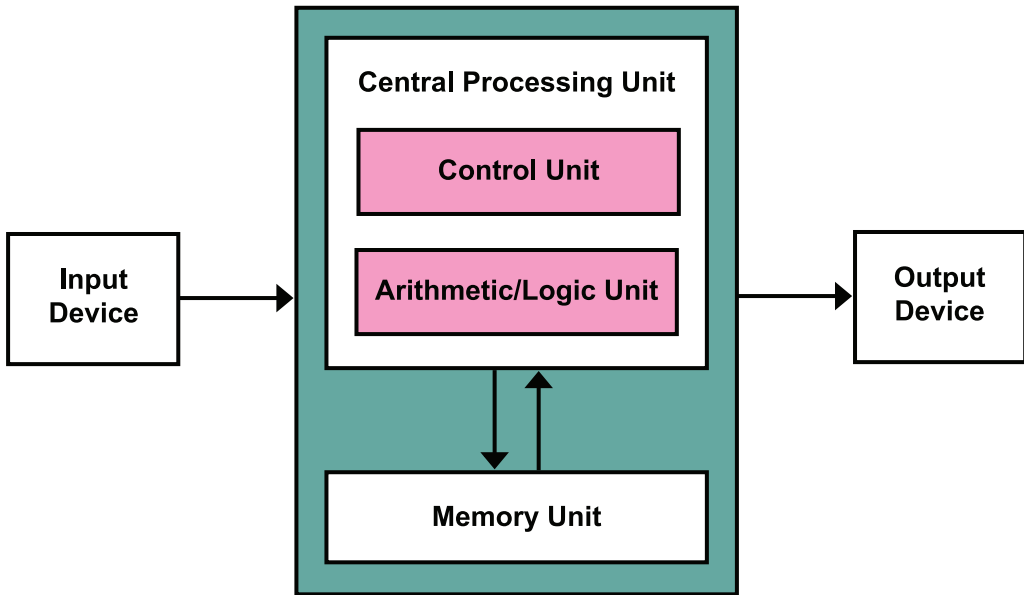 Central Processing Unit
Control Unit
Arithmetic/Logic Unit
Input
Device
Output
Device
Memory Unit